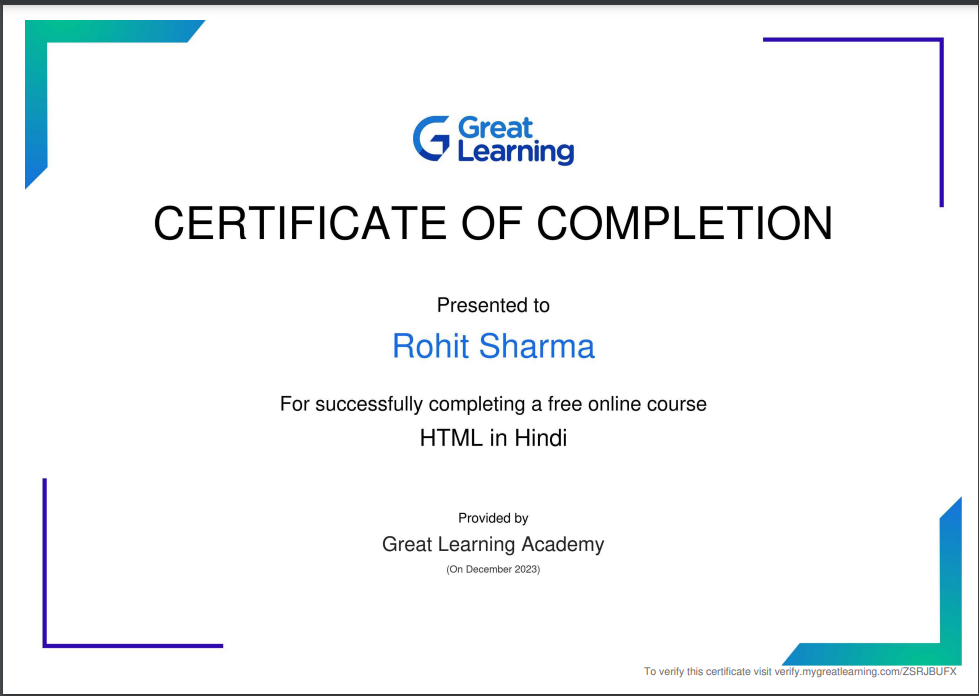 Great
Learning
CERTIFICATE OF COMPLETION
Presented to
Rohit Sharma
For successfully completing a free online course
HTML in Hindi
Provided by
Great Learning Academy
(On December 2023)
To verify this certificate visit verify.mygreatlearning.com/ZSRJBUFX